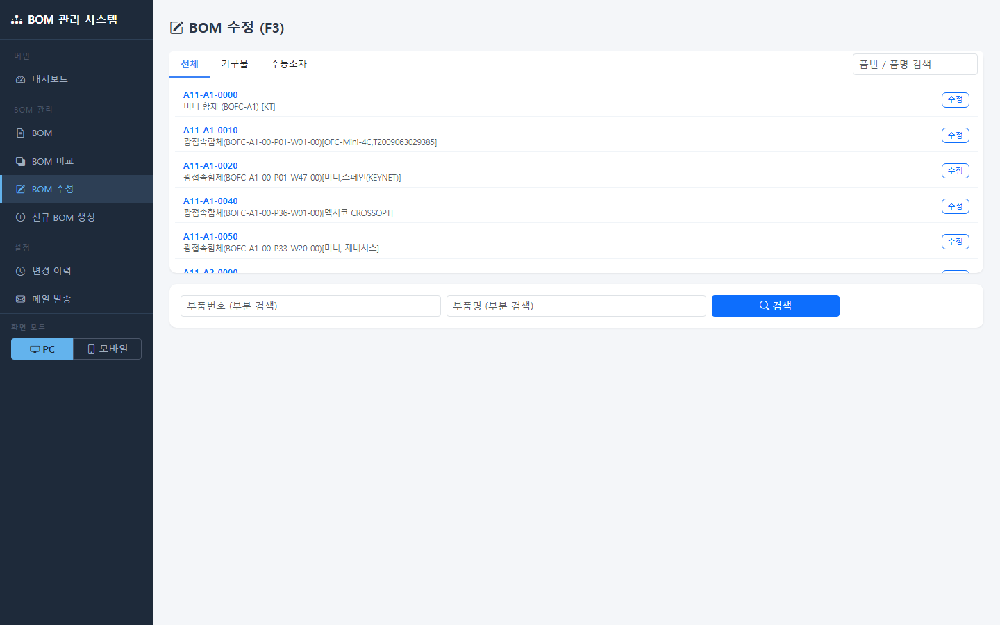 BOM 관리 시스템
메인
대시보드
BOM 관리
BOM
BOM 비교
BOM 수정
신규 BOM 생성
설정
변경 이력
메일 발송
화면 모드
PC
모바일
BOM 수정 (F3)
전체
기구물
수동소자
품번 / 품명 검색
A11-A1-0000
미니 함체 (BOFC-A1) [KT]
수정
A11-A1-0010
광접속함체(BOFC-A1-00-P01-W01-00)[OFC-Mini-4C,T2009063029385]
수정
A11-A1-0020
광접속함체(BOFC-A1-00-P01-W47-00)[미니,스페인(KEYNET)]
수정
A11-A1-0040
광접속함체(BOFC-A1-00-P36-W01-00)[멕시코 CROSSOPT]
수정
A11-A1-0050
광접속함체(BOFC-A1-00-P33-W20-00)[미니, 제네시스]
수정
A11-A2-0000
부품번호 (부분 검색)
부품명 (부분 검색)
검색